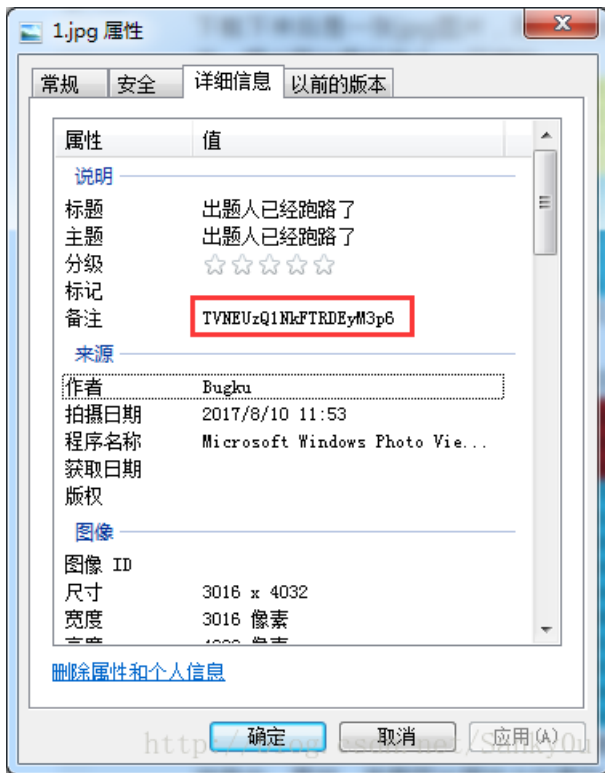 1.jpg 属性
常规 安全 详细信息 以前的版本
属性 值
说明
标题 出题人已经跑路了
主题 出题人已经跑路了
分级
标记
备注 TVNEUzQ1NkFTRDEyM3p6
来源
作者 Bugku
拍摄日期 2017/8/10 11:53
程序名称 Microsoft Windows Photo Vie...
获取日期
版权
图像
图像 ID
尺寸 3016 x 4032
宽度 3016 像素
删除属性和个人信息
确定 取消 应用(A)